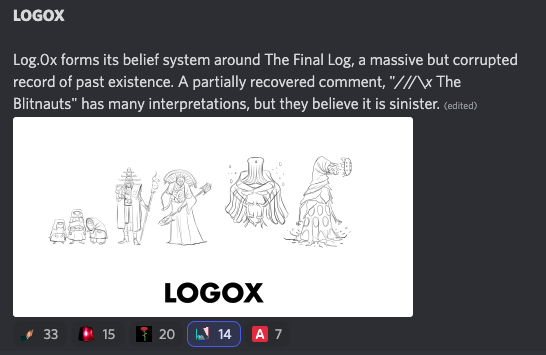 LOGOX
Log.0x forms its belief system around The Final Log, a massive but corrupted
record of past existence. A partially recovered comment, "///\x The
Blitnauts" has many interpretations, but they believe it is sinister. (edited)
LOGOX
33 15 20 14 A 7